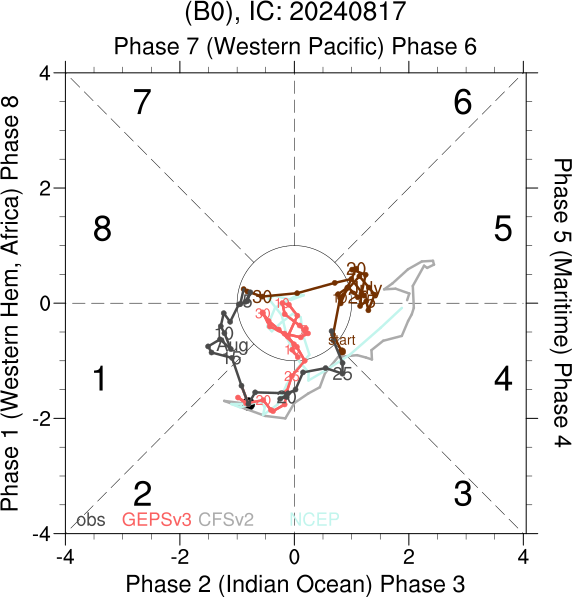 (B0), IC: 20240817
Phase 7 (Western Pacific) Phase 6
4
7
6
2
8
5
30
20
July
0
start
10
Aug
15
1
4
25
-2
20
2
3
obs GEPSv3 CFSv2 NCEP
-4
-4 -2 0 2 4
Phase 2 (Indian Ocean) Phase 3
Phase 1 (Western Hem, Africa) Phase 8
Phase 5 (Maritime) Phase 4